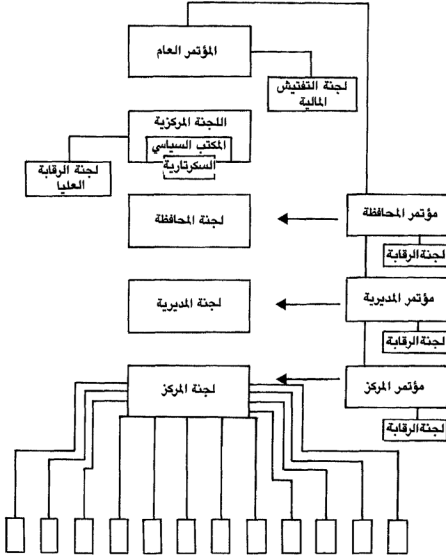 المؤتمر العام
لجنة التفتيش
المالية
اللجنة المركزية
المكتب السياسي
السكرتارية
لجنة الرقابة
العليا
مؤتمر المحافظة
لجنة المحافظة
لجنة الرقابة
مؤتمر المديرية
لجنة المديرية
لجنة الرقابة
مؤتمر المركز
لجنة المركز
لجنة الرقابة